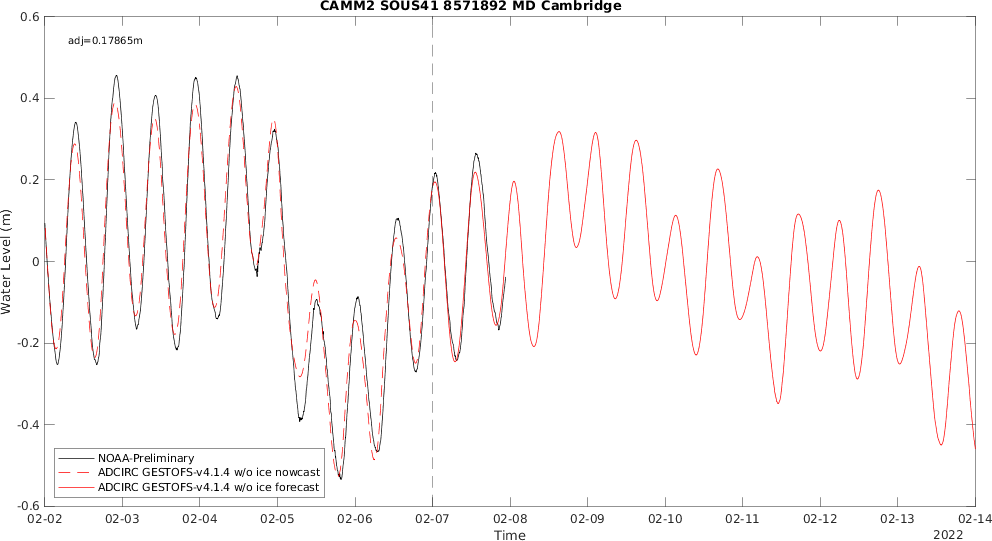 CAMM2 SOUS41 8571892 MD Cambridge
0.6
adj=0.17865m
0.4
0.2
0
-0.2
-0.4
-0.6
Water Level (m)
NOAA-Preliminary
ADCIRC GESTOFS-v4.1.4 w/o ice nowcast
ADCIRC GESTOFS-v4.1.4 w/o ice forecast
02-02 02-03 02-04 02-05 02-06 02-07 02-08 02-09 02-10 02-11 02-12 02-13 02-14
Time
2022